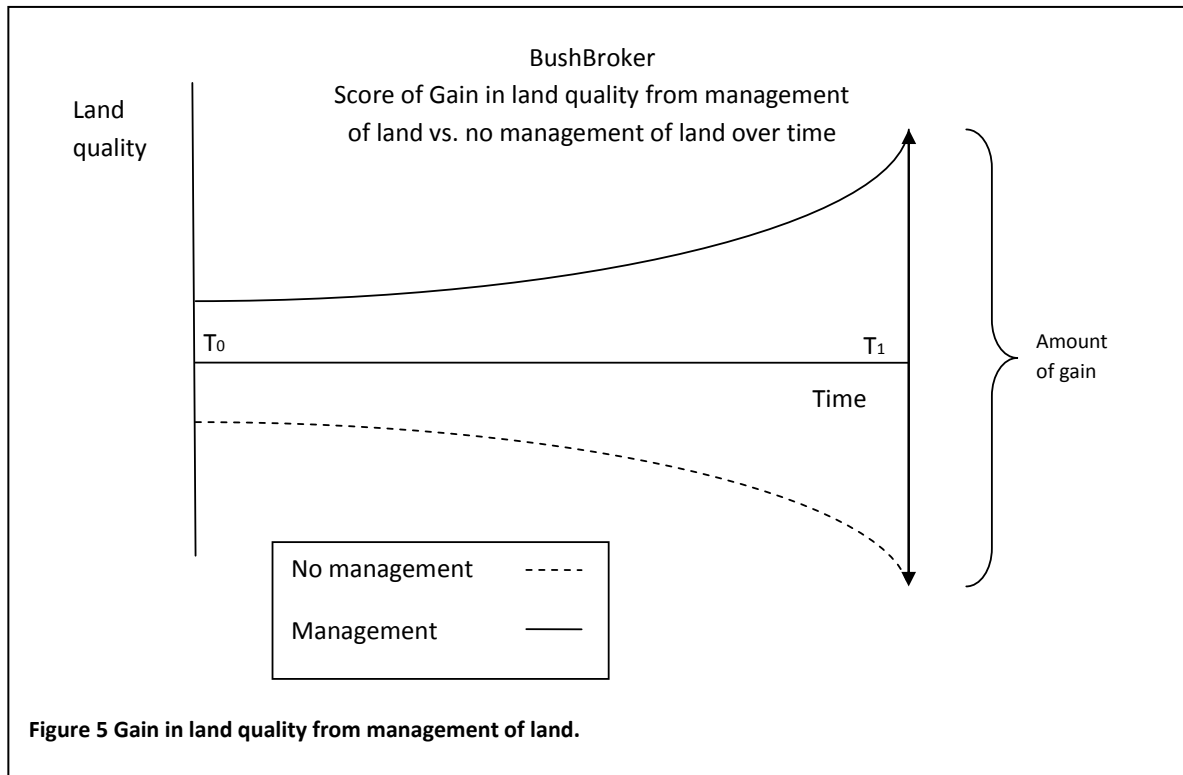 BushBroker
Score of Gain in land quality from management
of land vs. no management of land over time
Land
quality
T₀
T₁
Time
Amount
of gain
No management
Management
Figure 5 Gain in land quality from management of land.